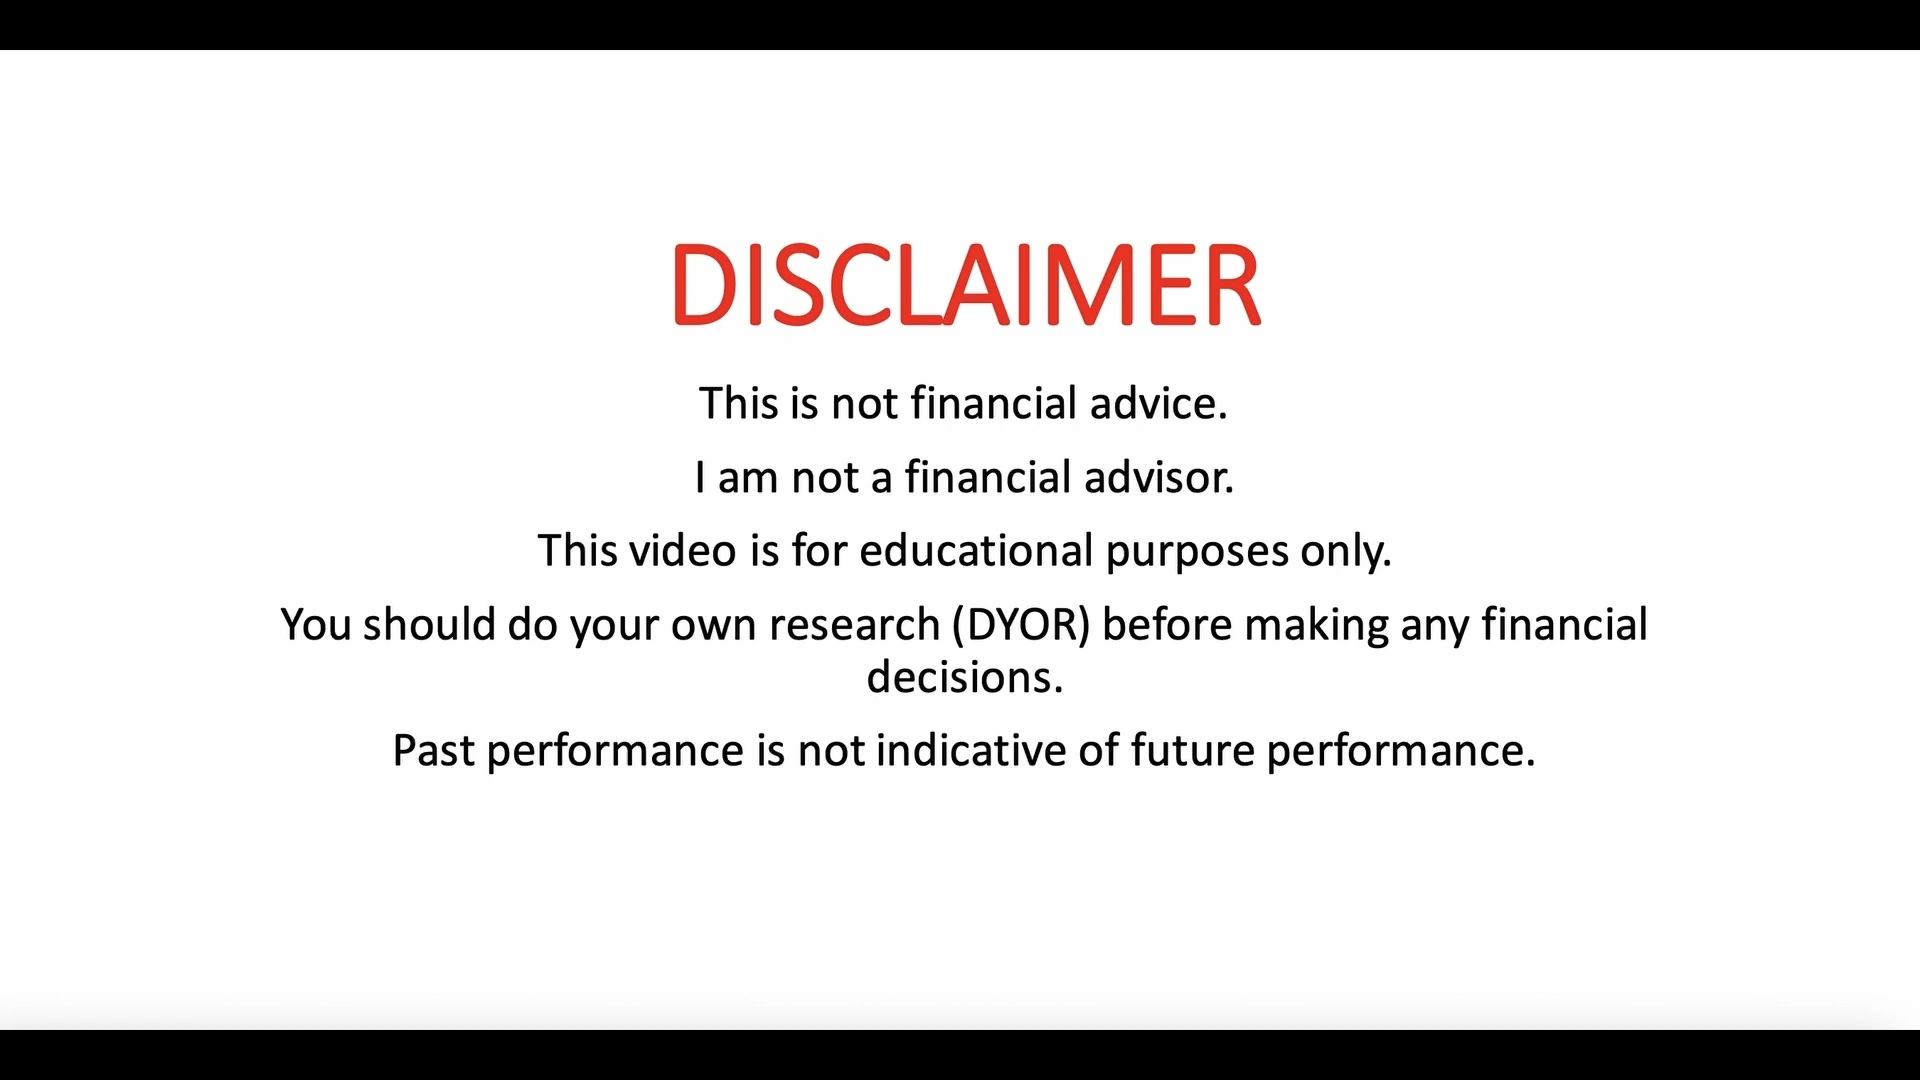 DISCLAIMER
This is not financial advice.
I am not a financial advisor.
This video is for educational purposes only.
You should do your own research (DYOR) before making any financial
decisions.
Past performance is not indicative of future performance.